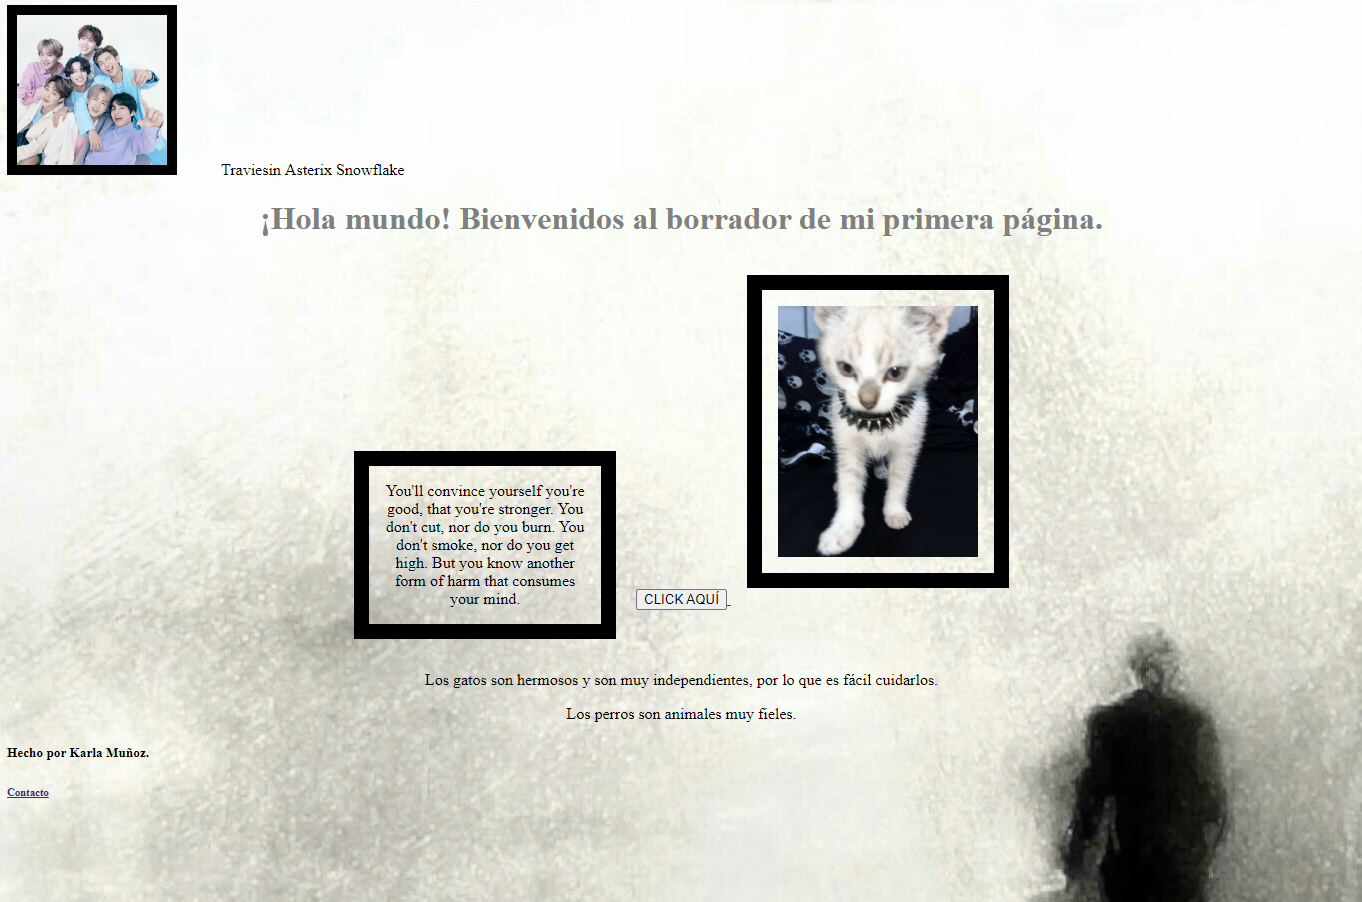 Traviesin Asterix Snowflake
¡Hola mundo! Bienvenidos al borrador de mi primera página.
You'll convince yourself you're
good, that you're stronger. You
don't cut, nor do you burn. You
don't smoke, nor do you get
high. But you know another
form of harm that consumes
your mind.
CLICK AQUÍ
Los gatos son hermosos y son muy independientes, por lo que es fácil cuidarlos.
Los perros son animales muy fieles.
Hecho por Karla Muñoz.
Contacto